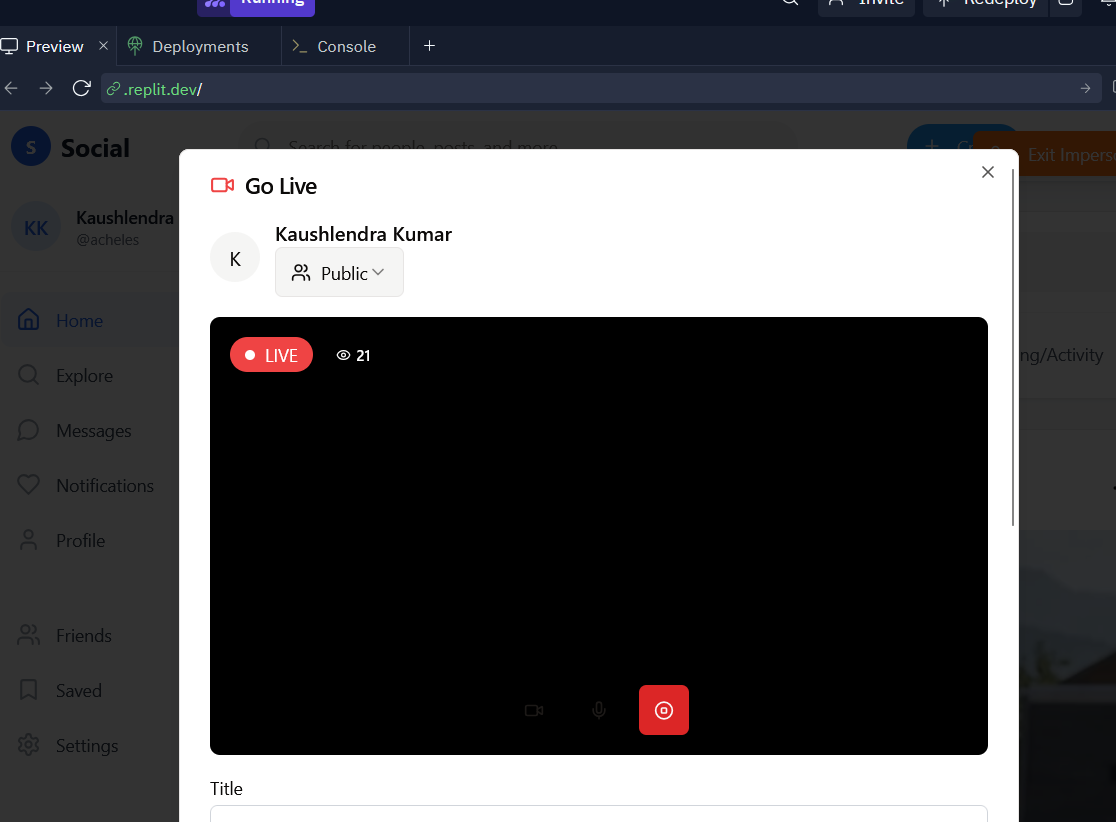 Running
Invite
Redeploy
Preview
Deployments
Console
.replit.dev/
S
Social
Search for people, posts, and more
Exit Imperso
KK
Kaushlendra
@acheles
Home
Explore
Messages
Notifications
Profile
Friends
Saved
Settings
ng/Activity
Go Live
K
Kaushlendra Kumar
Public
LIVE
21
Title